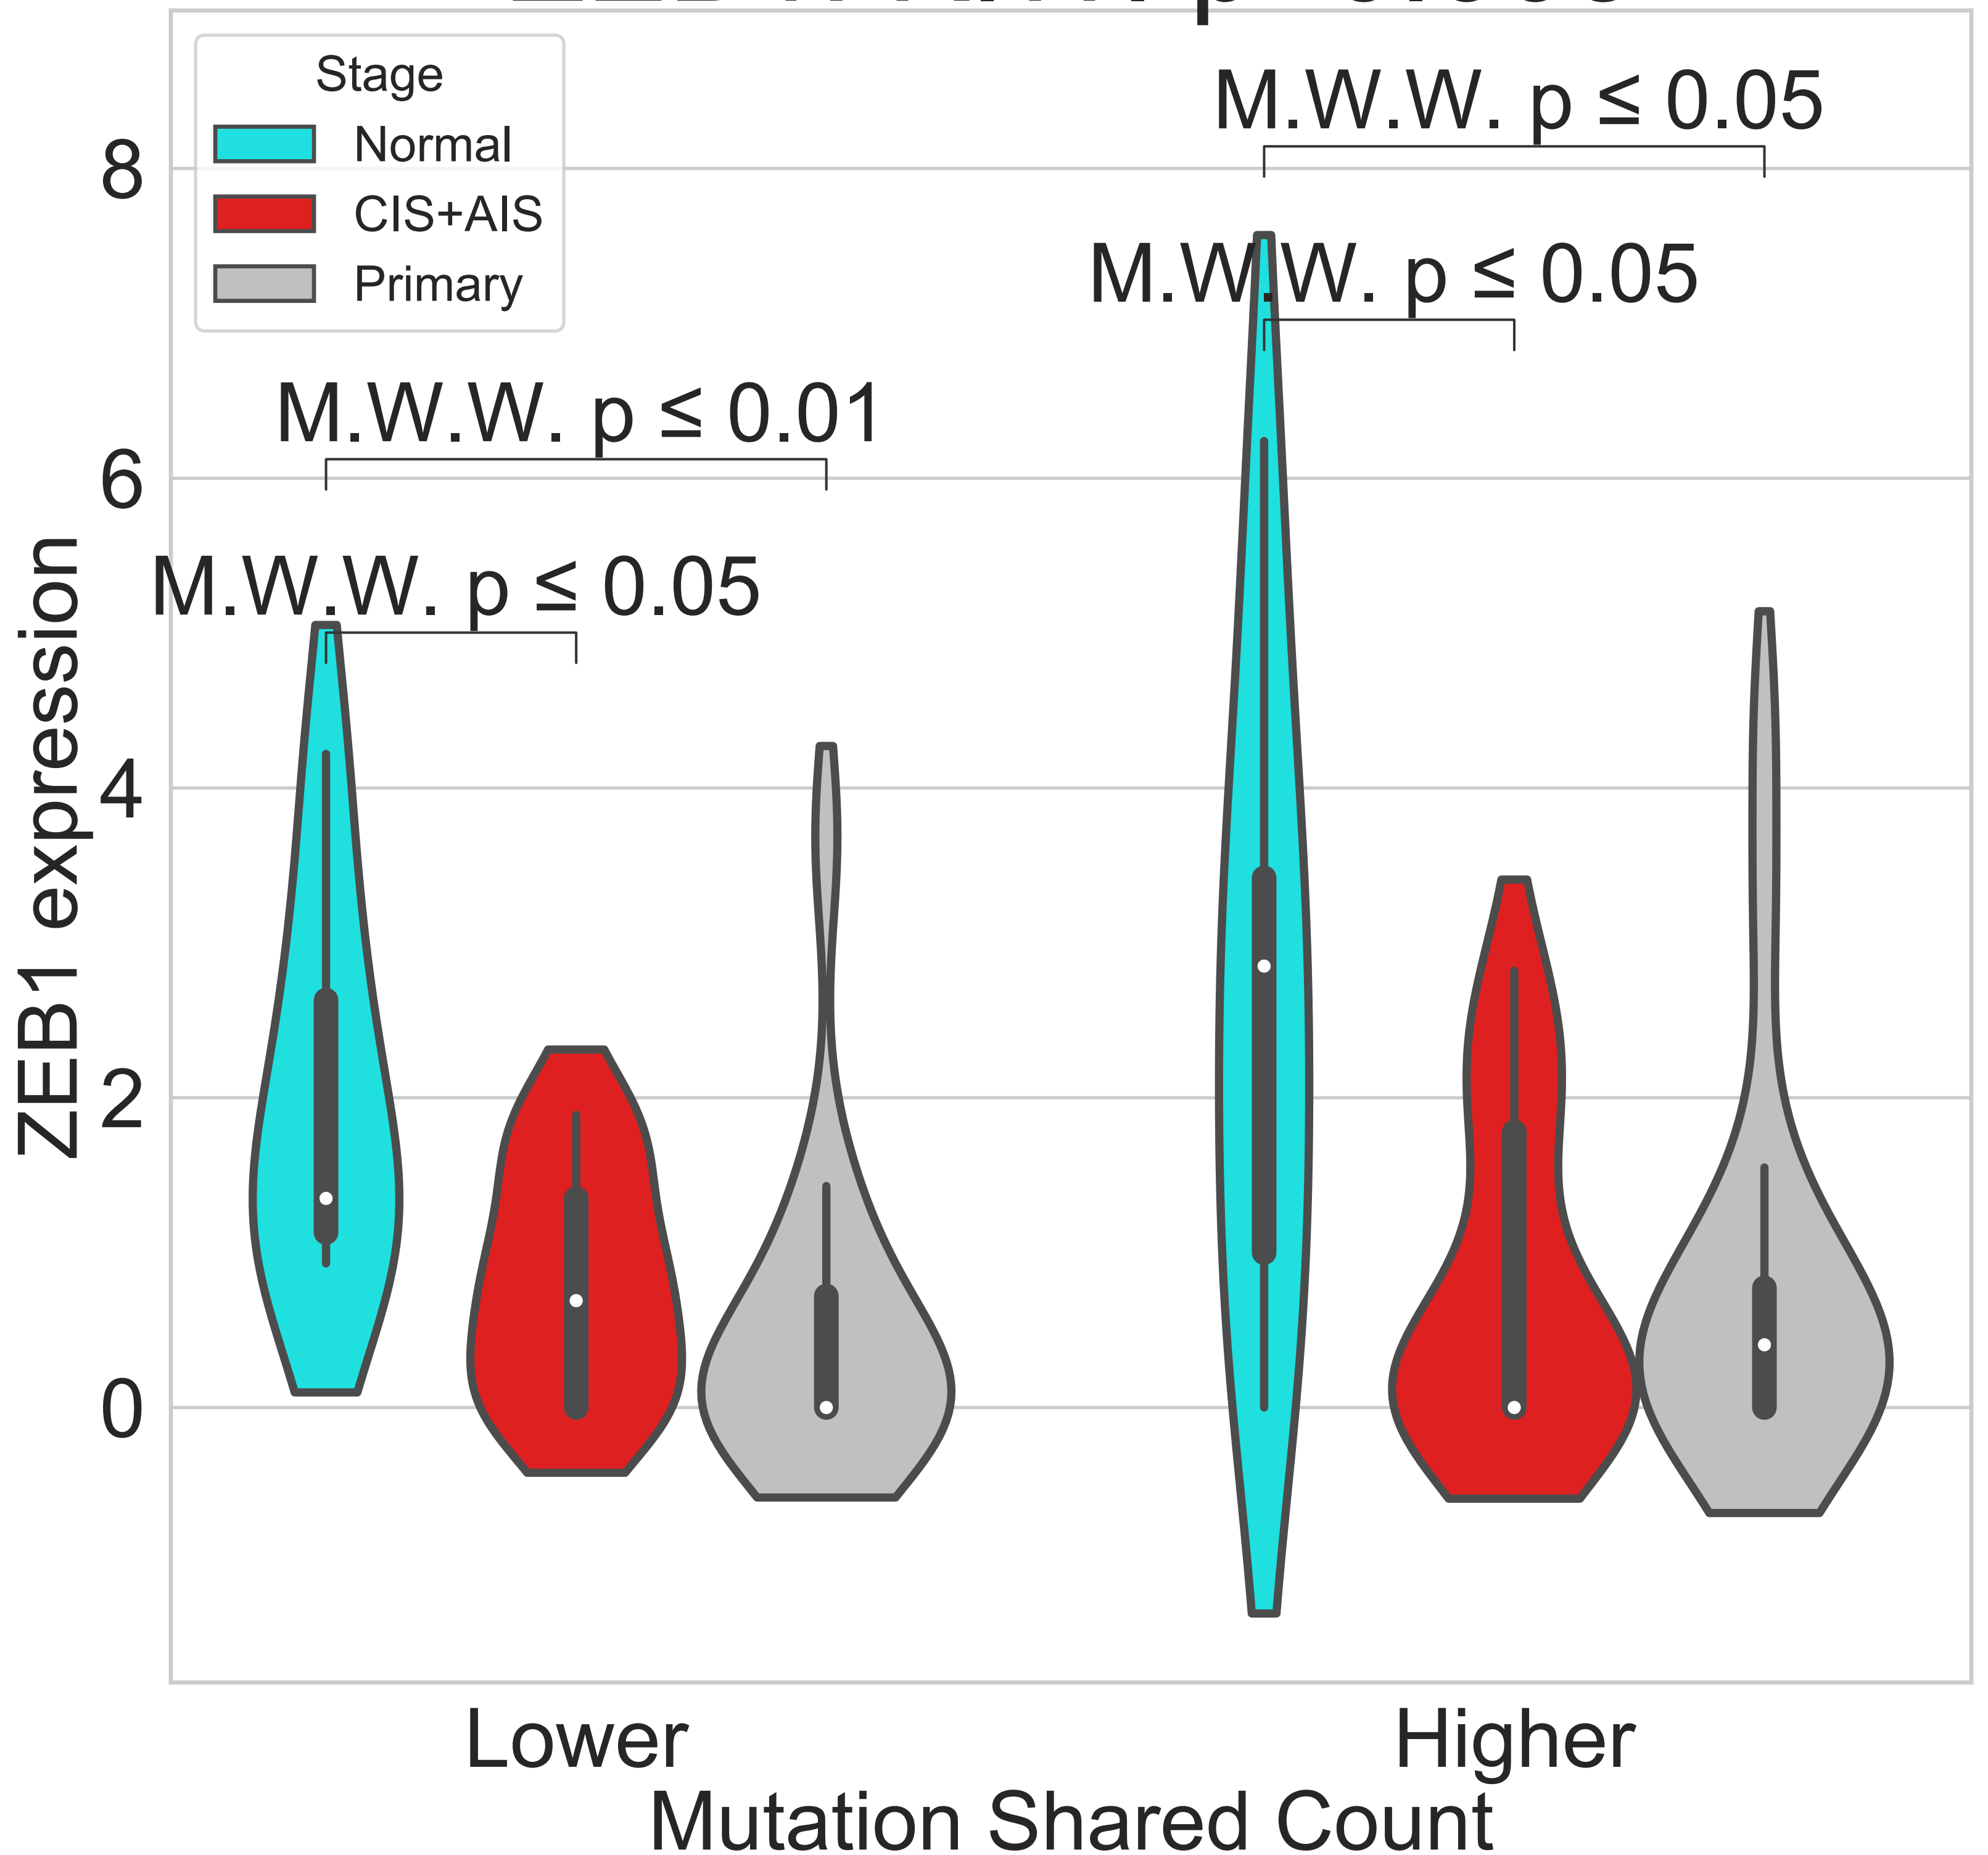 Stage
Normal
CIS+AIS
Primary
M.W.W. p ≤ 0.05
M.W.W. p ≤ 0.05
M.W.W. p ≤ 0.01
M.W.W. p ≤ 0.05
8
6
4
2
0
ZEB1 expression
Lower
Higher
Mutation Shared Count